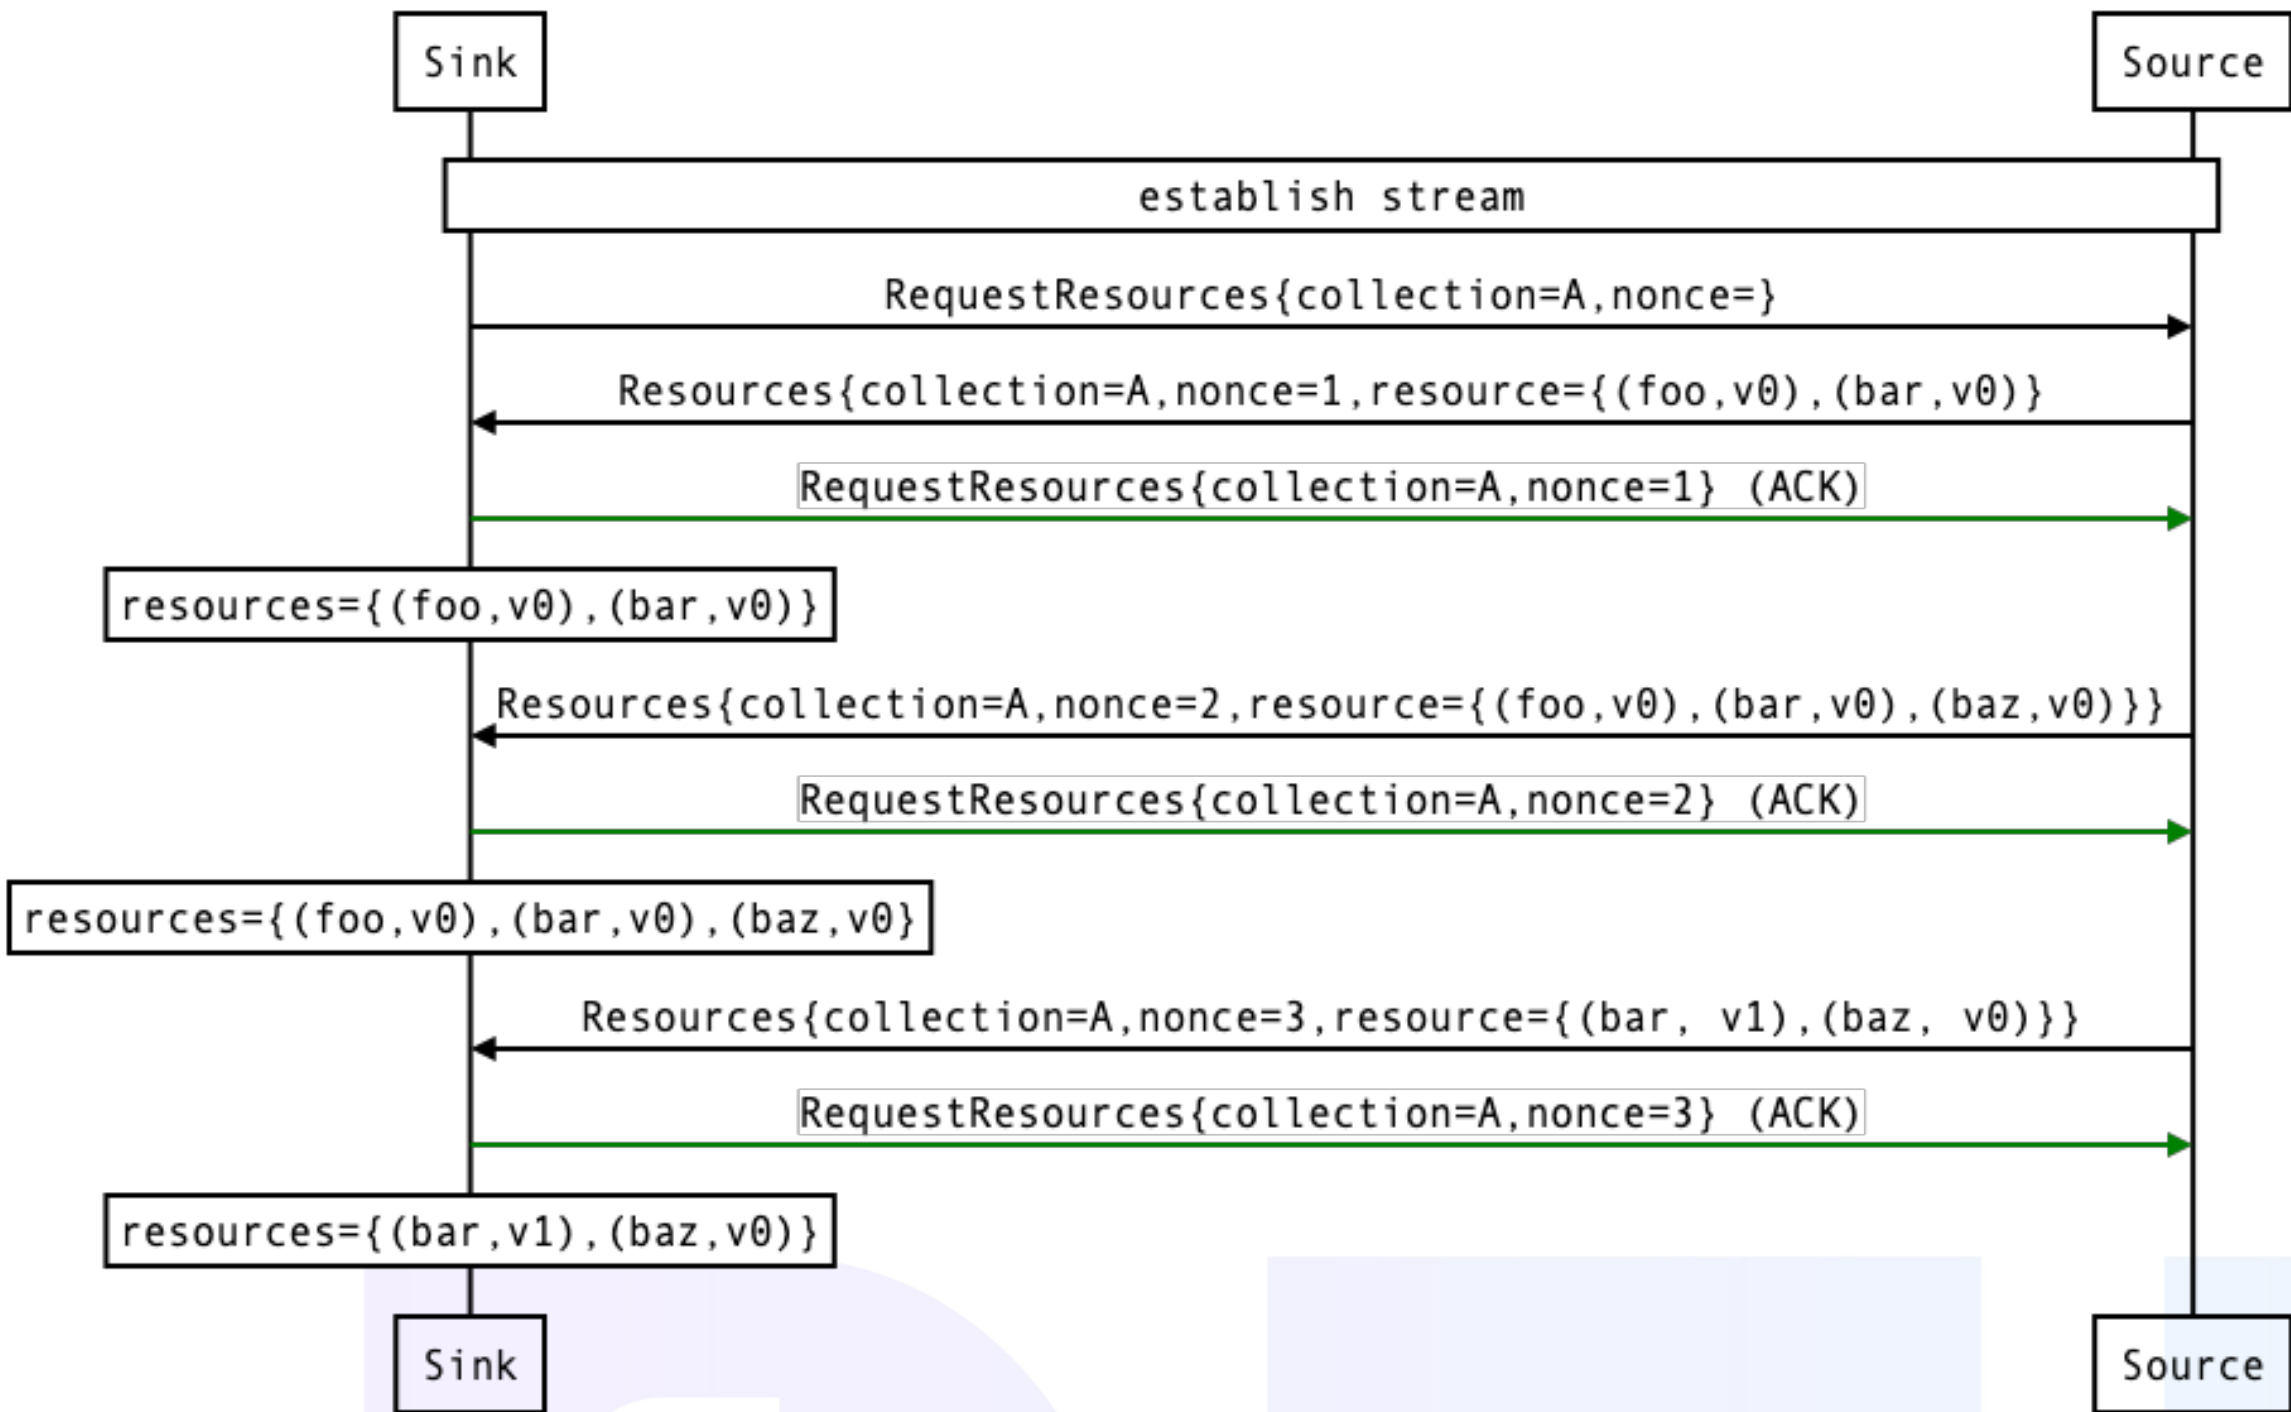 Sink
Source
establish stream
RequestResources{collection=A,nonce=}
Resources{collection=A,nonce=1,resource={(foo,v0),(bar,v0)}
RequestResources{collection=A,nonce=1} (ACK)
resources={(foo,v0),(bar,v0)}
Resources{collection=A,nonce=2,resource={(foo,v0),(bar,v0),(baz,v0)}}
RequestResources{collection=A,nonce=2} (ACK)
resources={(foo,v0),(bar,v0),(baz,v0}
Resources{collection=A,nonce=3,resource={(bar, v1),(baz, v0)}}
RequestResources{collection=A,nonce=3} (ACK)
resources={(bar,v1),(baz,v0)}
Sink
Source